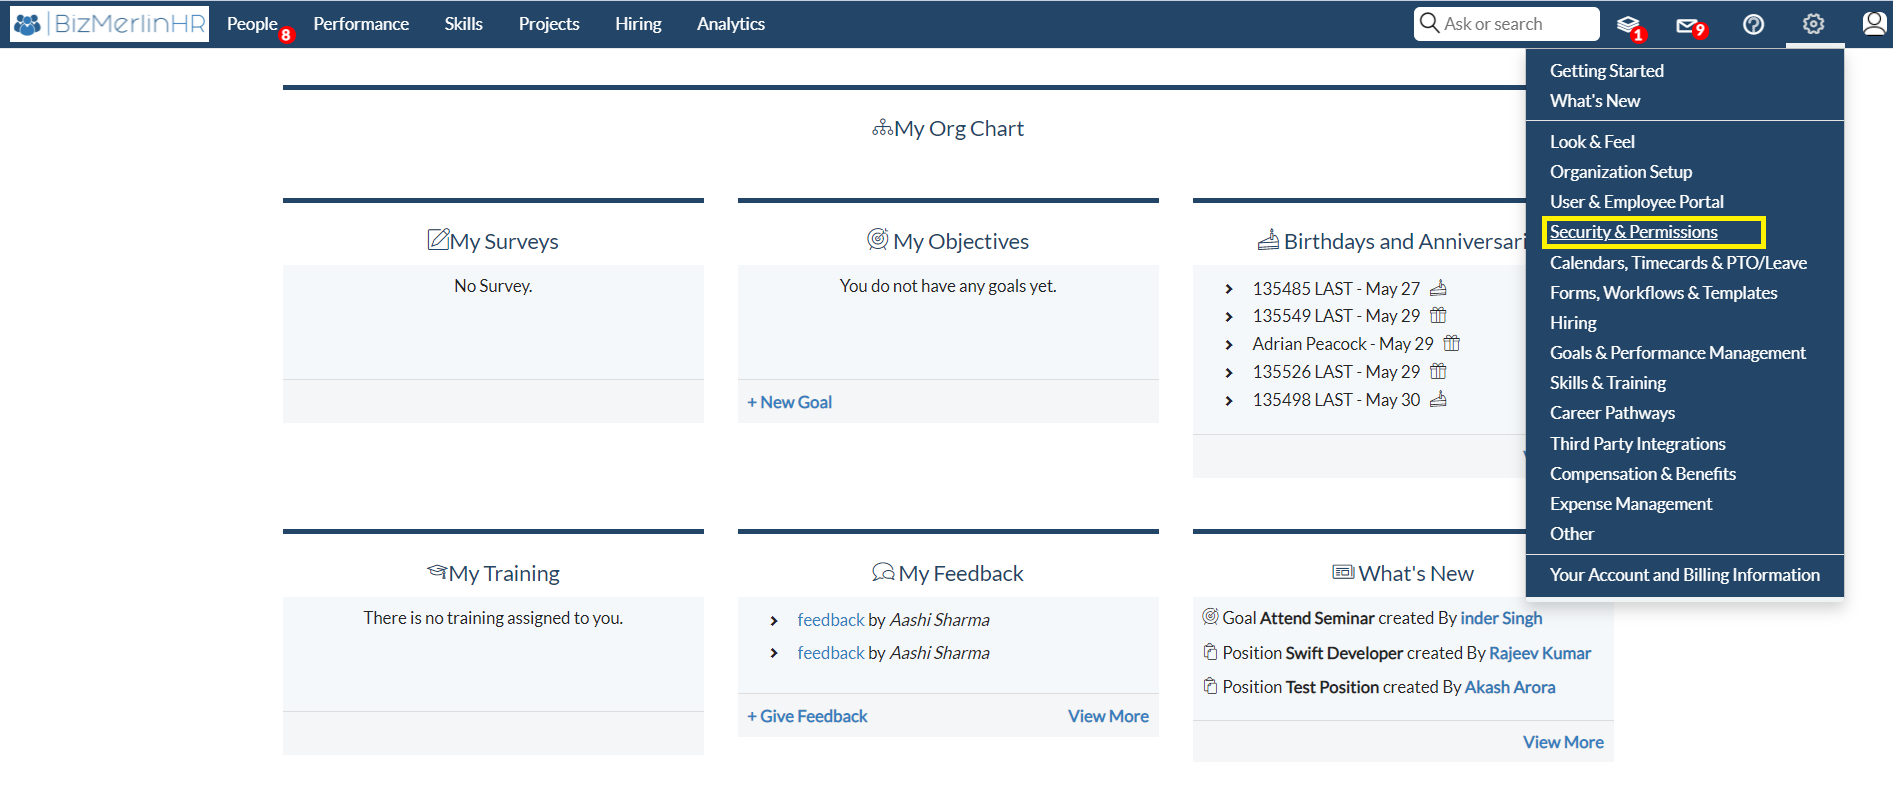 BizMerlinHR
People 8
Performance
Skills
Projects
Hiring
Analytics
Ask or search
1
9
Getting Started
What's New
Look & Feel
Organization Setup
User & Employee Portal
Security & Permissions
Calendars, Timecards & PTO/Leave
Forms, Workflows & Templates
Hiring
Goals & Performance Management
Skills & Training
Career Pathways
Third Party Integrations
Compensation & Benefits
Expense Management
Other
Your Account and Billing Information
My Org Chart
My Surveys
No Survey.
My Objectives
You do not have any goals yet.
+ New Goal
Birthdays and Anniversari
135485 LAST - May 27
135549 LAST - May 29
Adrian Peacock - May 29
135526 LAST - May 29
135498 LAST - May 30
My Training
There is no training assigned to you.
My Feedback
feedback by Aashi Sharma
feedback by Aashi Sharma
+ Give Feedback
View More
What's New
Goal Attend Seminar created By inder Singh
Position Swift Developer created By Rajeev Kumar
Position Test Position created By Akash Arora
View More